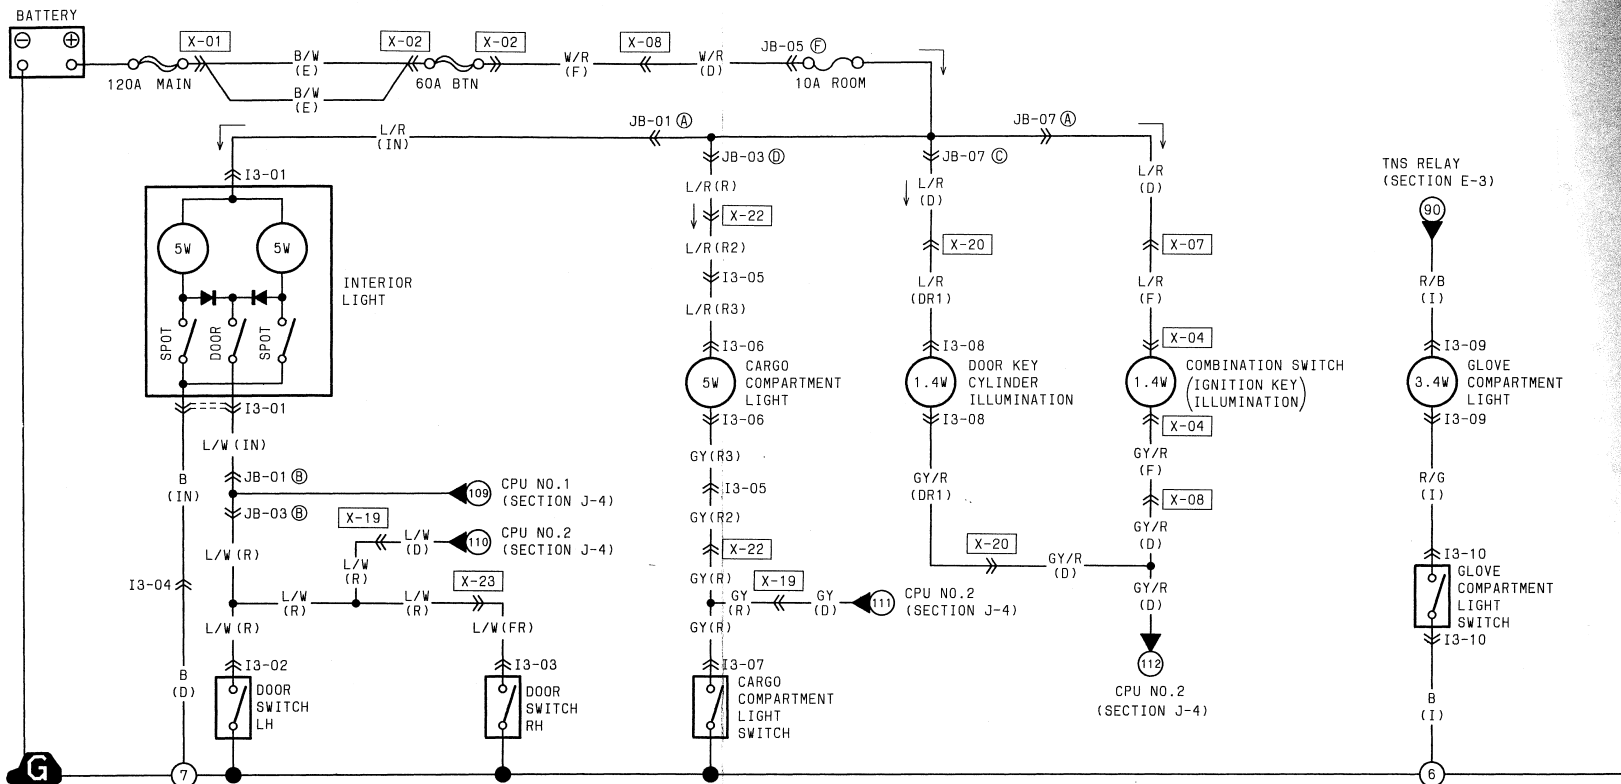 BATTERY
X-01
X-02
X-02
X-08
JB-05 Ⓕ
120A MAIN
B/W
(E)
B/W
(E)
60A BTN
W/R
(F)
W/R
(D)
10A ROOM
L/R
(IN)
JB-01 Ⓐ
JB-07 Ⓐ
JB-03 Ⓓ
JB-07 Ⓒ
I3-01
L/R(R)
L/R
(D)
L/R
(D)
TNS RELAY
(SECTION E-3)
90
X-22
L/R(R2)
X-20
X-07
5W
5W
INTERIOR
LIGHT
I3-05
L/R(R3)
L/R
(DR1)
L/R
(F)
R/B
(I)
SPOT
DOOR
SPOT
I3-06
I3-08
X-04
I3-09
5W
CARGO
COMPARTMENT
LIGHT
1.4W
DOOR KEY
CYLINDER
ILLUMINATION
1.4W
COMBINATION SWITCH
(IGNITION KEY
ILLUMINATION)
3.4W
GLOVE
COMPARTMENT
LIGHT
I3-01
I3-06
I3-08
X-04
I3-09
L/W(IN)
GY(R3)
GY/R
(F)
B
(IN)
JB-01 Ⓑ
109
CPU NO.1
(SECTION J-4)
I3-05
GY/R
(DR1)
X-08
R/G
(I)
JB-03 Ⓑ
X-19
L/W
(D)
110
CPU NO.2
(SECTION J-4)
GY(R2)
GY/R
(D)
L/W(R)
L/W
(R)
X-22
X-20
GY/R
(D)
I3-10
I3-04
X-23
GY(R)
X-19
GLOVE
COMPARTMENT
LIGHT
SWITCH
L/W
(R)
L/W
(R)
GY
(R)
GY
(D)
111
CPU NO.2
(SECTION J-4)
GY/R
(D)
L/W(R)
L/W(FR)
GY(R)
I3-10
I3-02
I3-03
I3-07
112
CPU NO.2
(SECTION J-4)
B
(D)
DOOR
SWITCH
LH
DOOR
SWITCH
RH
CARGO
COMPARTMENT
LIGHT
SWITCH
B
(I)
G
7
6